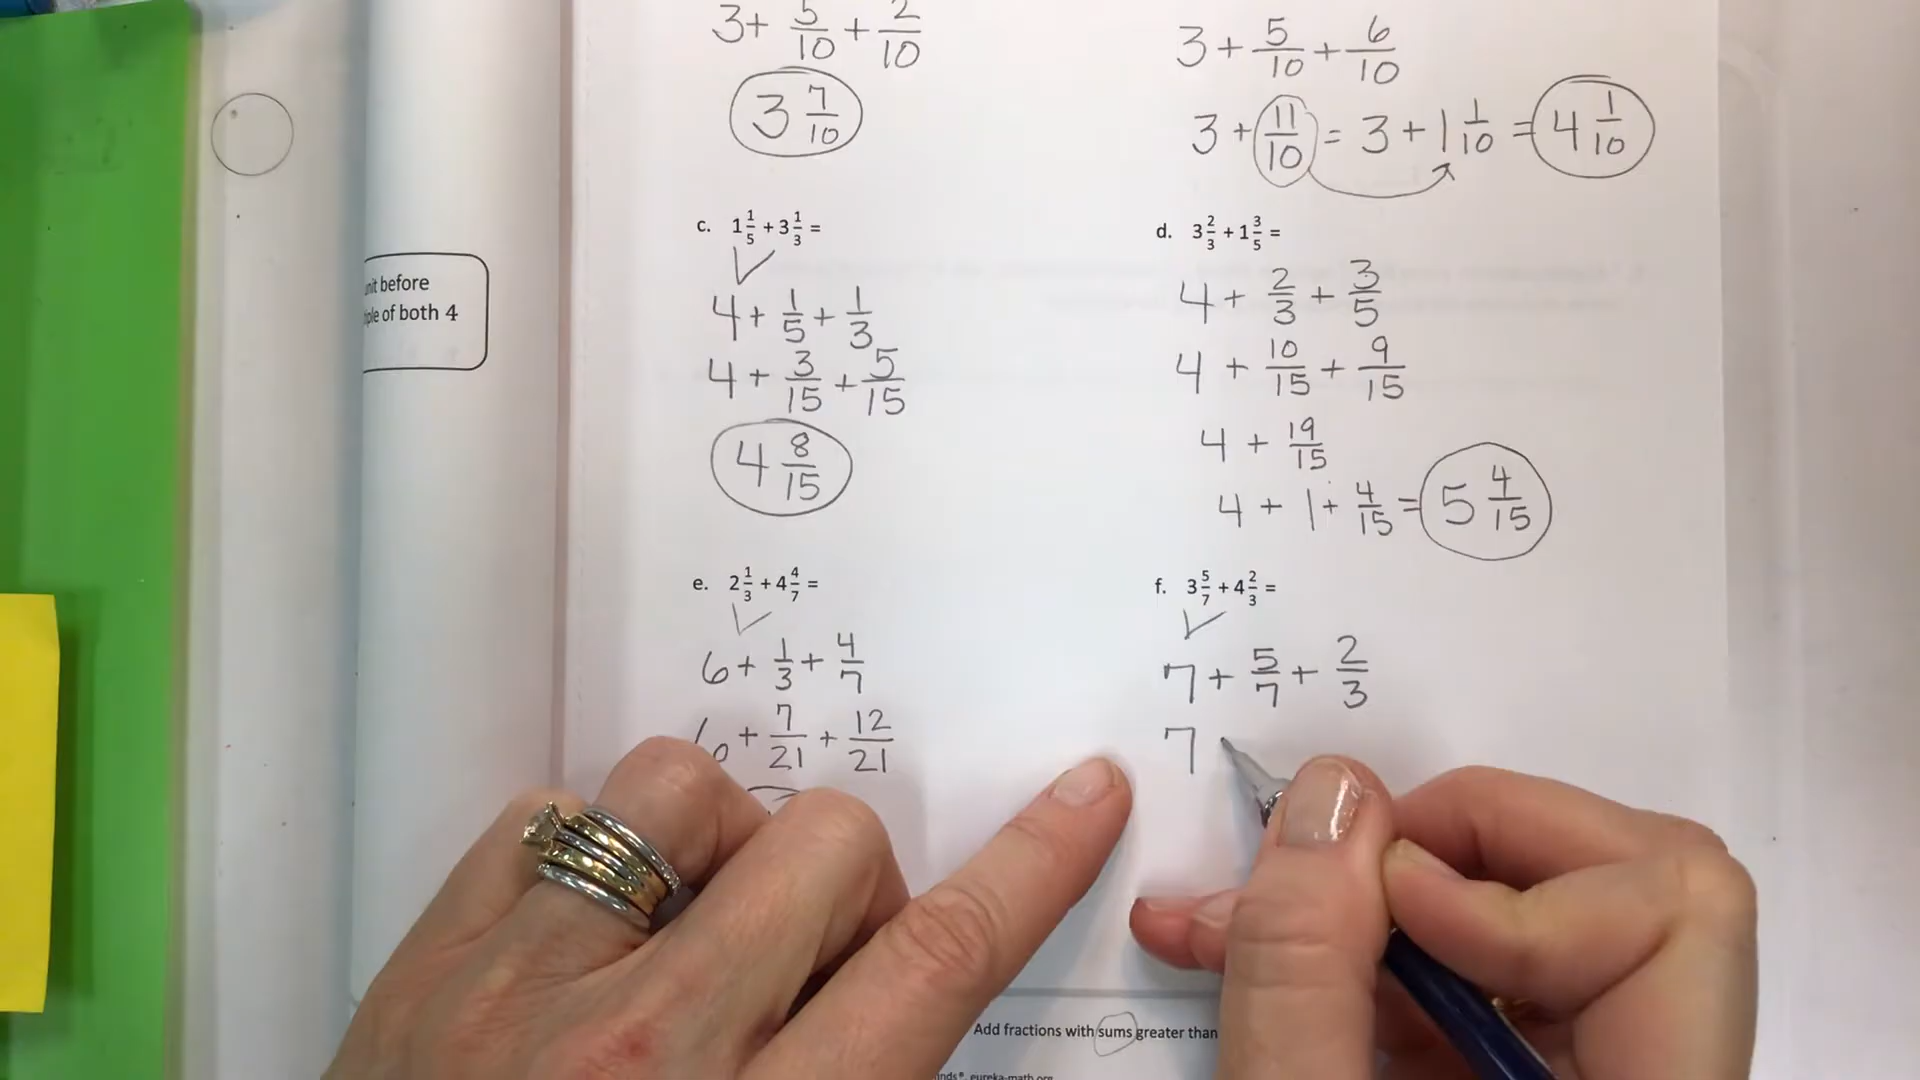 3 + 5/10 + 2/10
3 7/10
3 + 5/10 + 6/10
3 + 11/10 = 3 + 1 1/10 = 4 1/10
unit before
of both 4
c. 1 1/5 + 3 1/3 =
4 + 1/5 + 1/3
4 + 3/15 + 5/15
4 8/15
d. 3 2/3 + 1 3/5 =
4 + 2/3 + 3/5
4 + 10/15 + 9/15
4 + 19/15
4 + 1 + 4/15 = 5 4/15
e. 2 1/3 + 4 4/7 =
6 + 1/3 + 4/7
6 + 7/21 + 12/21
f. 3 5/7 + 4 2/3 =
7 + 5/7 + 2/3
7
Add fractions with sums greater than
eureka-math.org